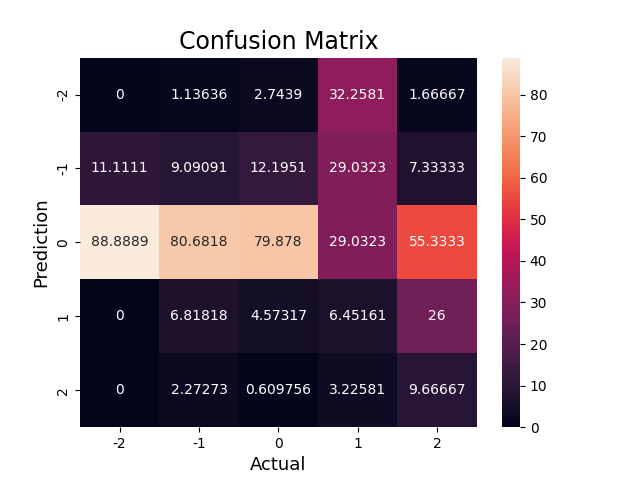 Confusion Matrix
-2 0 1.13636 2.7439 32.2581 1.66667
-1 11.1111 9.09091 12.1951 29.0323 7.33333
0 88.8889 80.6818 79.878 29.0323 55.3333
1 0 6.81818 4.57317 6.45161 26
2 0 2.27273 0.609756 3.22581 9.66667
-2 -1 0 1 2
Actual
Prediction
80
70
60
50
40
30
20
10
0